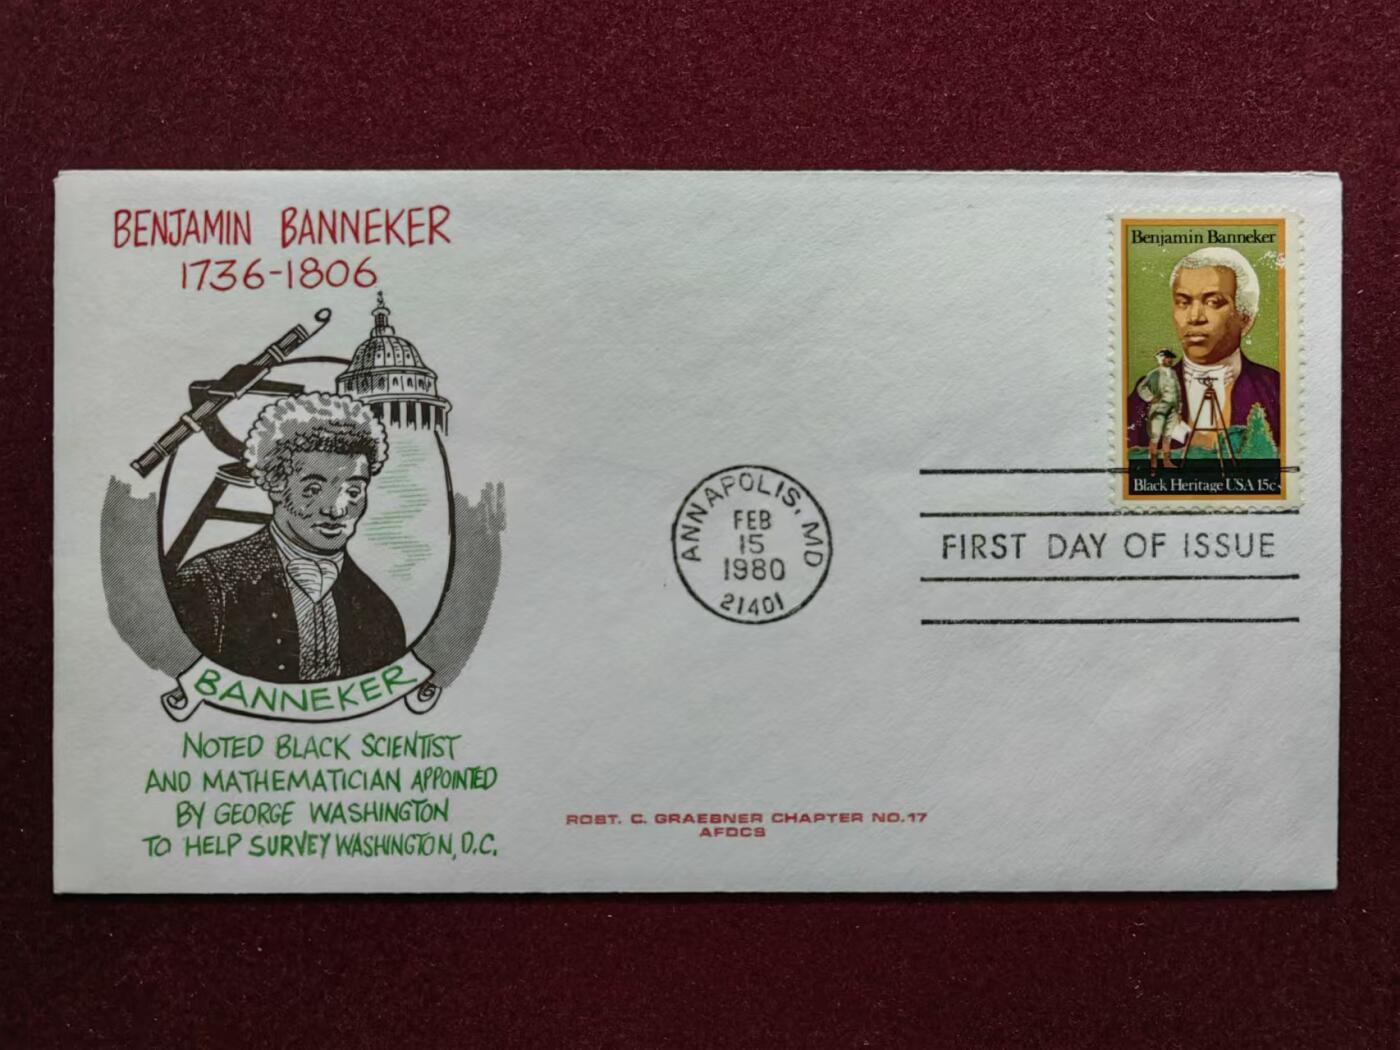 BENJAMIN BANNEKER
1736-1806
BANNEKER
NOTED BLACK SCIENTIST
AND MATHEMATICIAN APPOINTED
BY GEORGE WASHINGTON
TO HELP SURVEY WASHINGTON, D.C.
ANNAPOLIS, MD
FEB
15
1980
21401
ROBT. C. GRAEBNER CHAPTER NO.17
AFDCS
Benjamin Banneker
Black Heritage USA 15c
FIRST DAY OF ISSUE